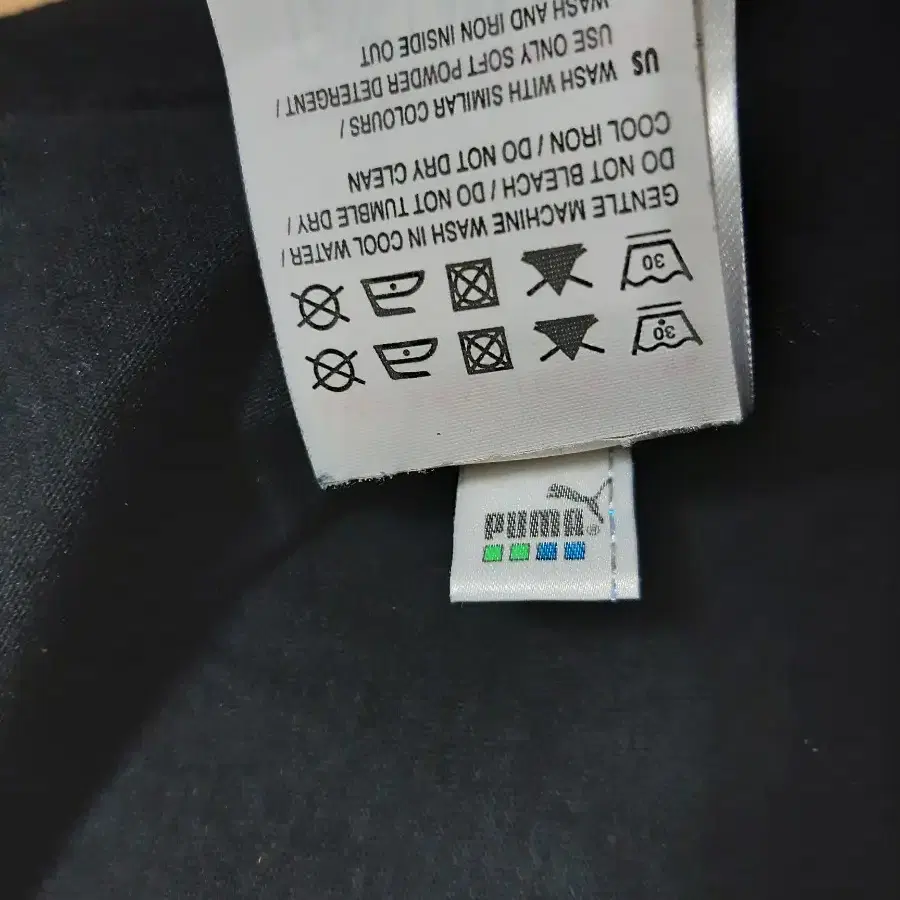 30
30
GENTLE MACHINE WASH IN COOL WATER /
DO NOT BLEACH / DO NOT TUMBLE DRY /
COOL IRON / DO NOT DRY CLEAN
US WASH WITH SIMILAR COLOURS /
USE ONLY SOFT POWDER DETERGENT /
WASH AND IRON INSIDE OUT
PUMA®